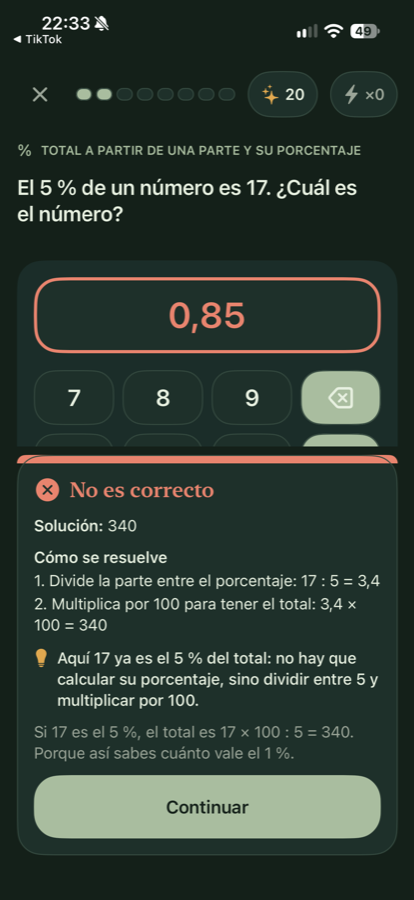 22:33
◀ TikTok
49
20
×0
% TOTAL A PARTIR DE UNA PARTE Y SU PORCENTAJE
El 5 % de un número es 17. ¿Cuál es
el número?
0,85
7 8 9
No es correcto
Solución: 340
Cómo se resuelve
1. Divide la parte entre el porcentaje: 17 : 5 = 3,4
2. Multiplica por 100 para tener el total: 3,4 ×
100 = 340
Aquí 17 ya es el 5 % del total: no hay que
calcular su porcentaje, sino dividir entre 5 y
multiplicar por 100.
Si 17 es el 5 %, el total es 17 × 100 : 5 = 340.
Porque así sabes cuánto vale el 1 %.
Continuar